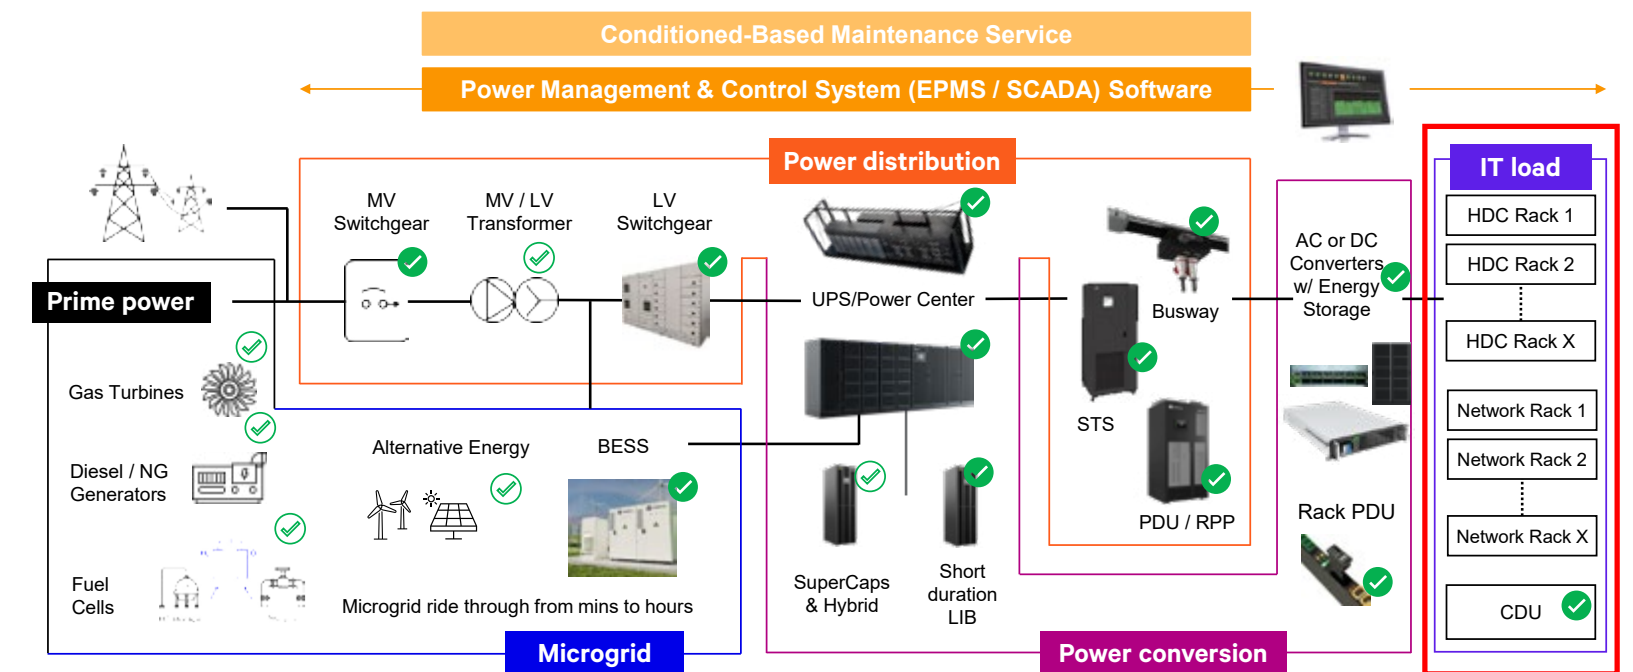 Conditioned-Based Maintenance Service
Power Management & Control System (EPMS / SCADA) Software
Power distribution
IT load
MV
Switchgear
MV / LV
Transformer
LV
Switchgear
UPS/Power Center
Busway
STS
PDU / RPP
AC or DC
Converters
w/ Energy
Storage
Rack PDU
HDC Rack 1
HDC Rack 2
HDC Rack X
Network Rack 1
Network Rack 2
Network Rack X
CDU
Prime power
Gas Turbines
Diesel / NG
Generators
Fuel
Cells
Alternative Energy
BESS
Microgrid ride through from mins to hours
Microgrid
SuperCaps
& Hybrid
Short
duration
LIB
Power conversion